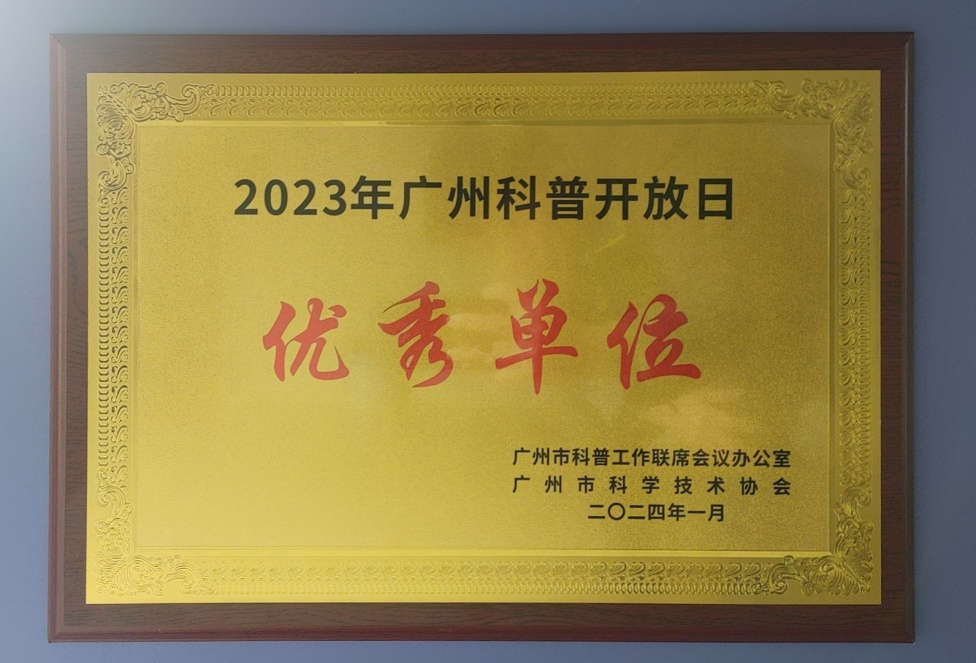 2023年广州科普开放日
优秀单位
广州市科普工作联席会议办公室
广州市科学技术协会
二〇二四年一月